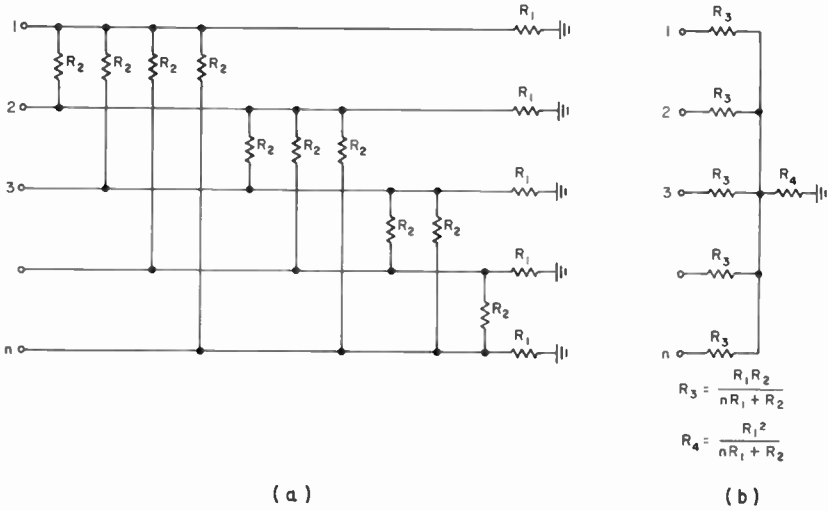 1 R₂ R₂ R₂ R₂ R₁
2 R₂ R₂ R₂ R₁
3 R₂ R₂ R₁
R₂ R₁
n R₁
(a)
1 R₃
2 R₃
3 R₃ R₄
R₃
n R₃
R₃ = R₁R₂ / nR₁ + R₂
R₄ = R₁² / nR₁ + R₂
(b)